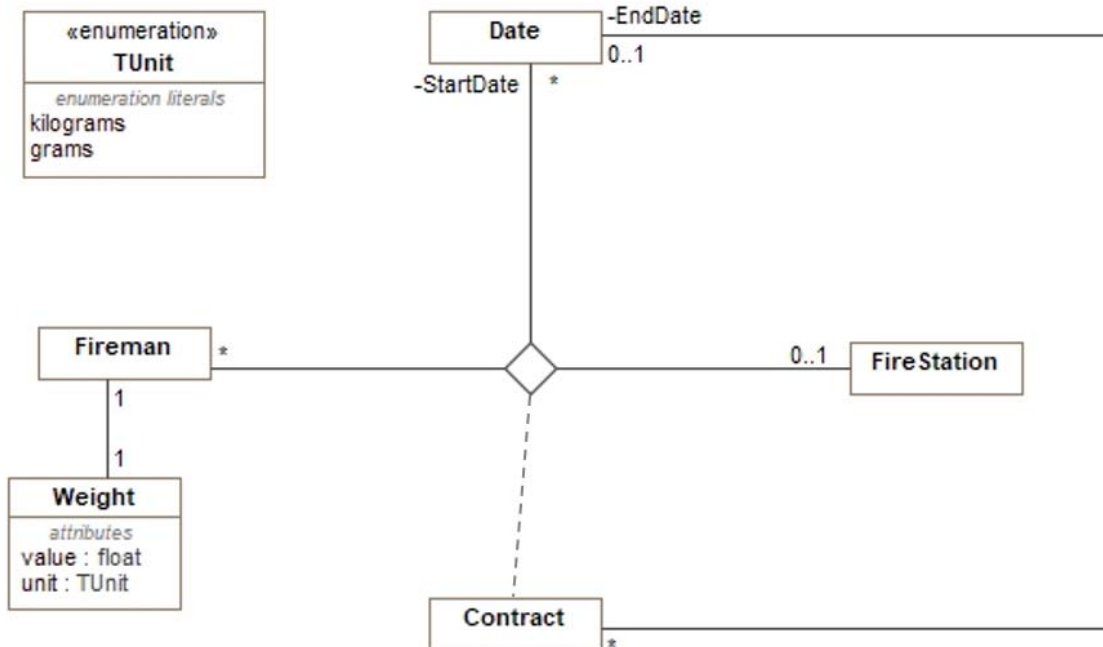 «enumeration»
TUnit
enumeration literals
kilograms
grams
Date
-EndDate
0..1
-StartDate
*
Fireman
*
0..1
FireStation
1
1
Weight
attributes
value : float
unit : TUnit
Contract
*